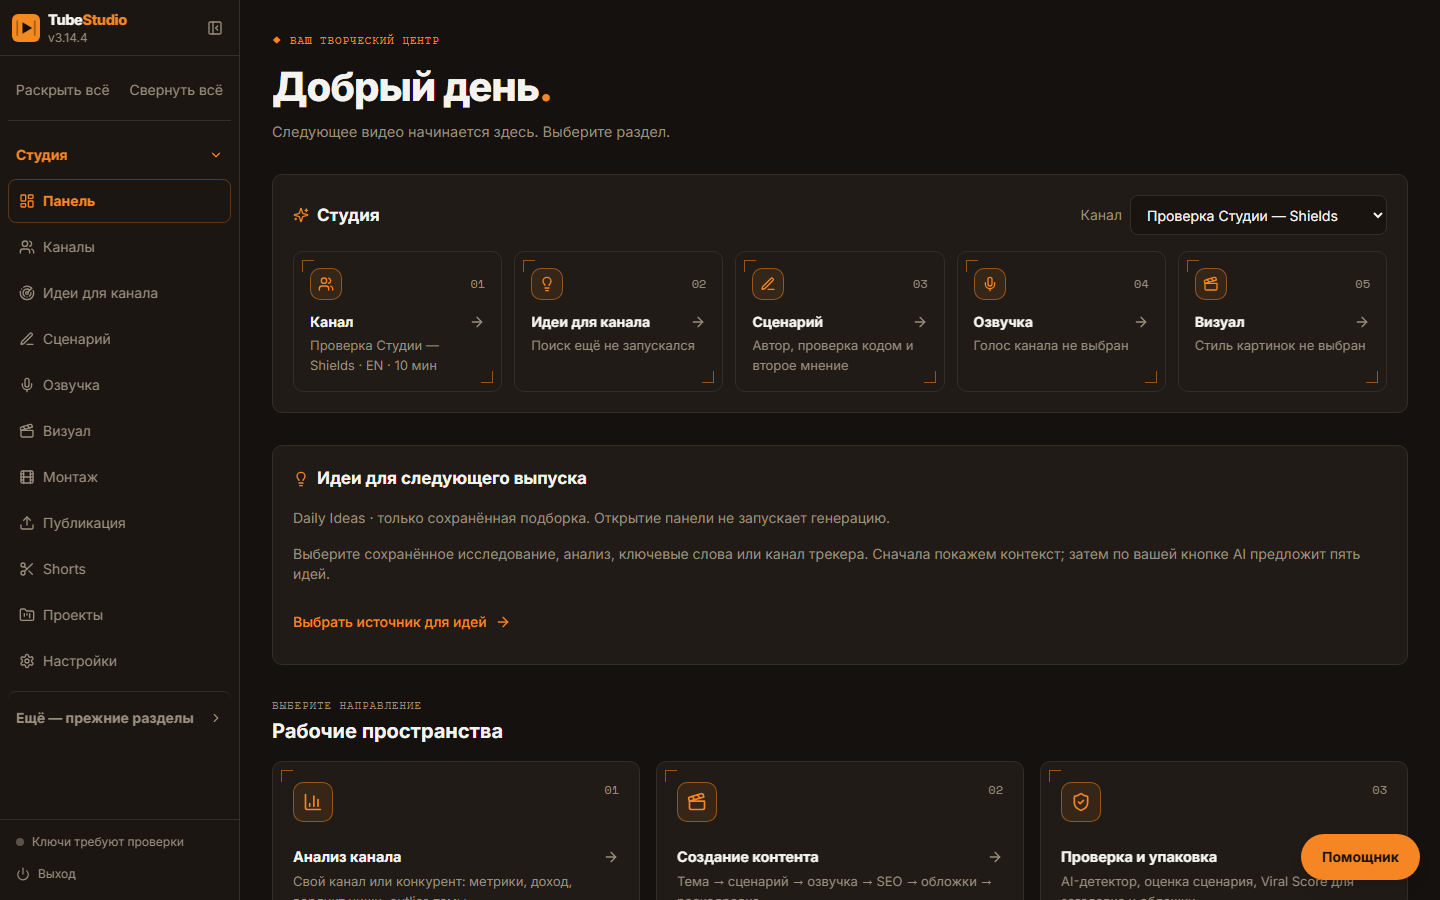 TubeStudio
v3.14.4
Раскрыть всё
Свернуть всё
Студия
Панель
Каналы
Идеи для канала
Сценарий
Озвучка
Визуал
Монтаж
Публикация
Shorts
Проекты
Настройки
Ещё — прежние разделы
Ключи требуют проверки
Выход
ВАШ ТВОРЧЕСКИЙ ЦЕНТР
Добрый день.
Следующее видео начинается здесь. Выберите раздел.
Студия
Канал
Проверка Студии — Shields
01
Канал
Проверка Студии —
Shields · EN · 10 мин
02
Идеи для канала
Поиск ещё не запускался
03
Сценарий
Автор, проверка кодом и
второе мнение
04
Озвучка
Голос канала не выбран
05
Визуал
Стиль картинок не выбран
Идеи для следующего выпуска
Daily Ideas · только сохранённая подборка. Открытие панели не запускает генерацию.
Выберите сохранённое исследование, анализ, ключевые слова или канал трекера. Сначала покажем контекст; затем по вашей кнопке AI предложит пять
идей.
Выбрать источник для идей →
ВЫБЕРИТЕ НАПРАВЛЕНИЕ
Рабочие пространства
01
Анализ канала
Свой канал или конкурент: метрики, доход,
02
Создание контента
Тема → сценарий → озвучка → SEO → обложки →
03
Проверка и упаковка
AI-детектор, оценка сценария, Viral Score для
Помощник